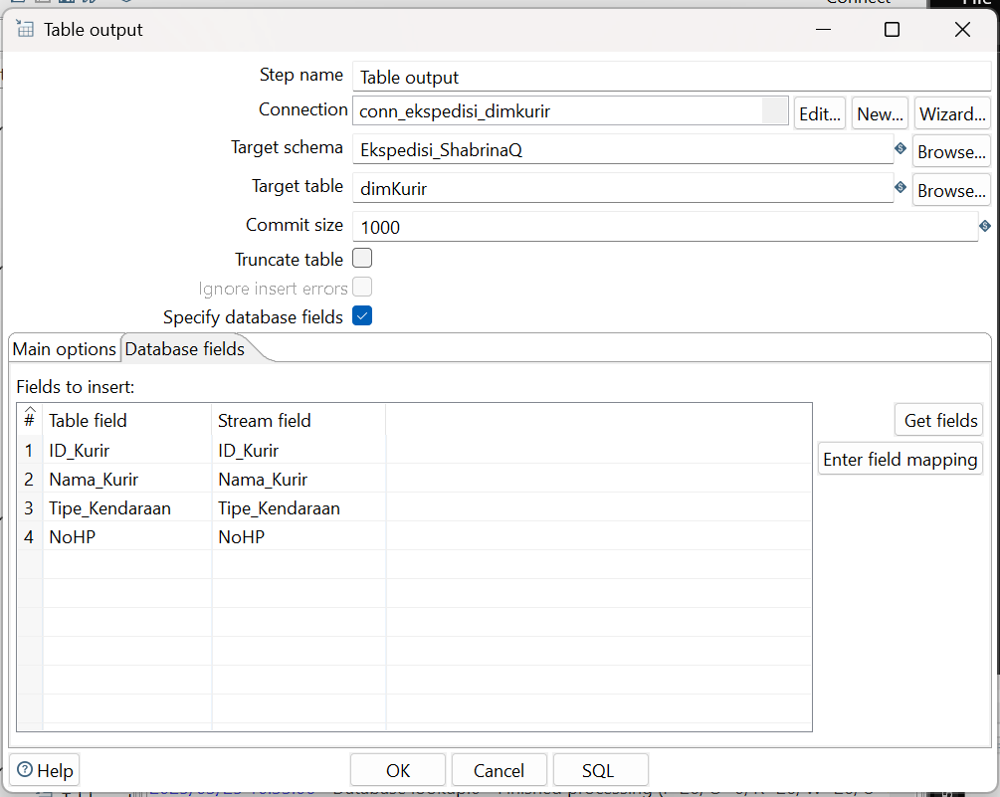 Connect
File
Table output
Step name Table output
Connection conn_ekspedisi_dimkurir Edit... New... Wizard...
Target schema Ekspedisi_ShabrinaQ Browse...
Target table dimKurir Browse...
Commit size 1000
Truncate table
Ignore insert errors
Specify database fields
Main options Database fields
Fields to insert:
# Table field Stream field
1 ID_Kurir ID_Kurir
2 Nama_Kurir Nama_Kurir
3 Tipe_Kendaraan Tipe_Kendaraan
4 NoHP NoHP
Get fields
Enter field mapping
Help OK Cancel SQL